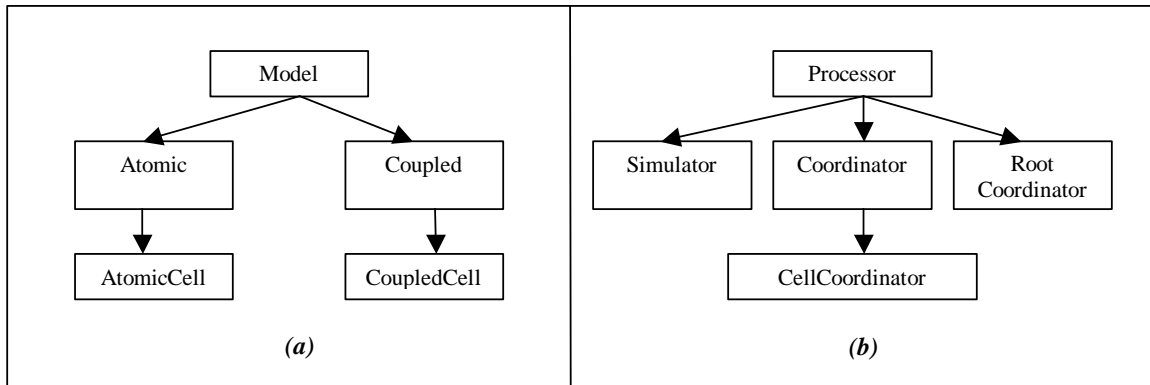 Model
Atomic
Coupled
AtomicCell
CoupledCell
(a)
Processor
Simulator
Coordinator
Root
Coordinator
CellCoordinator
(b)